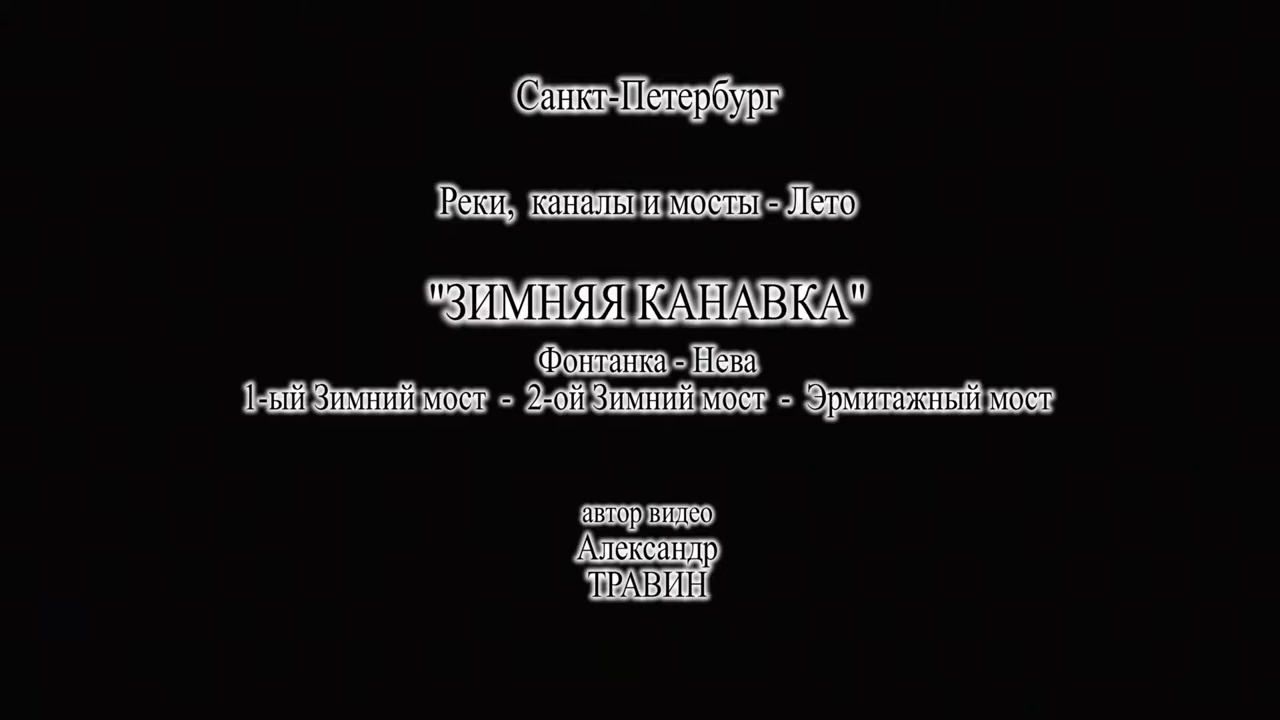 Санкт-Петербург
Реки, каналы и мосты - Лето
"ЗИМНЯЯ КАНАВКА"
Фонтанка - Нева
1-ый Зимний мост - 2-ой Зимний мост - Эрмитажный мост
автор видео
Александр
ТРАВИН